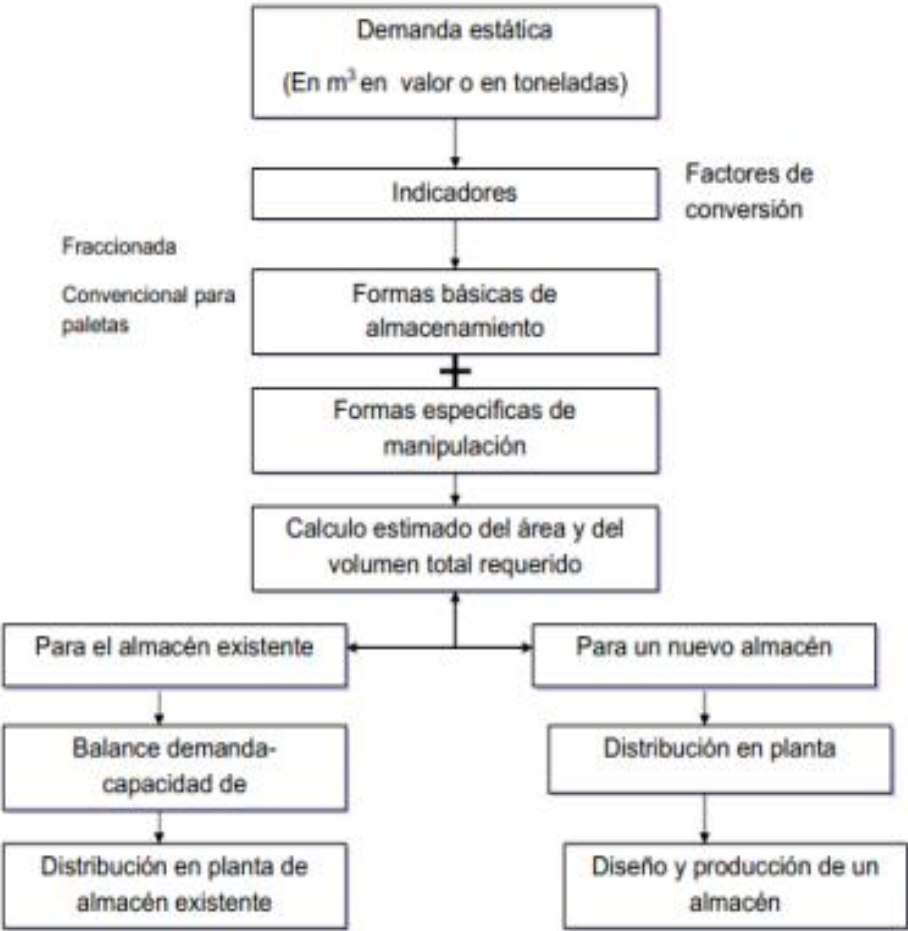 Demanda estática
(En m³ en valor o en toneladas)
Indicadores
Factores de
conversión
Fraccionada
Convencional para
paletas
Formas básicas de
almacenamiento
+
Formas especificas de
manipulación
Calculo estimado del área y del
volumen total requerido
Para el almacén existente
Para un nuevo almacén
Balance demanda-
capacidad de
Distribución en planta
Distribución en planta de
almacén existente
Diseño y producción de un
almacén